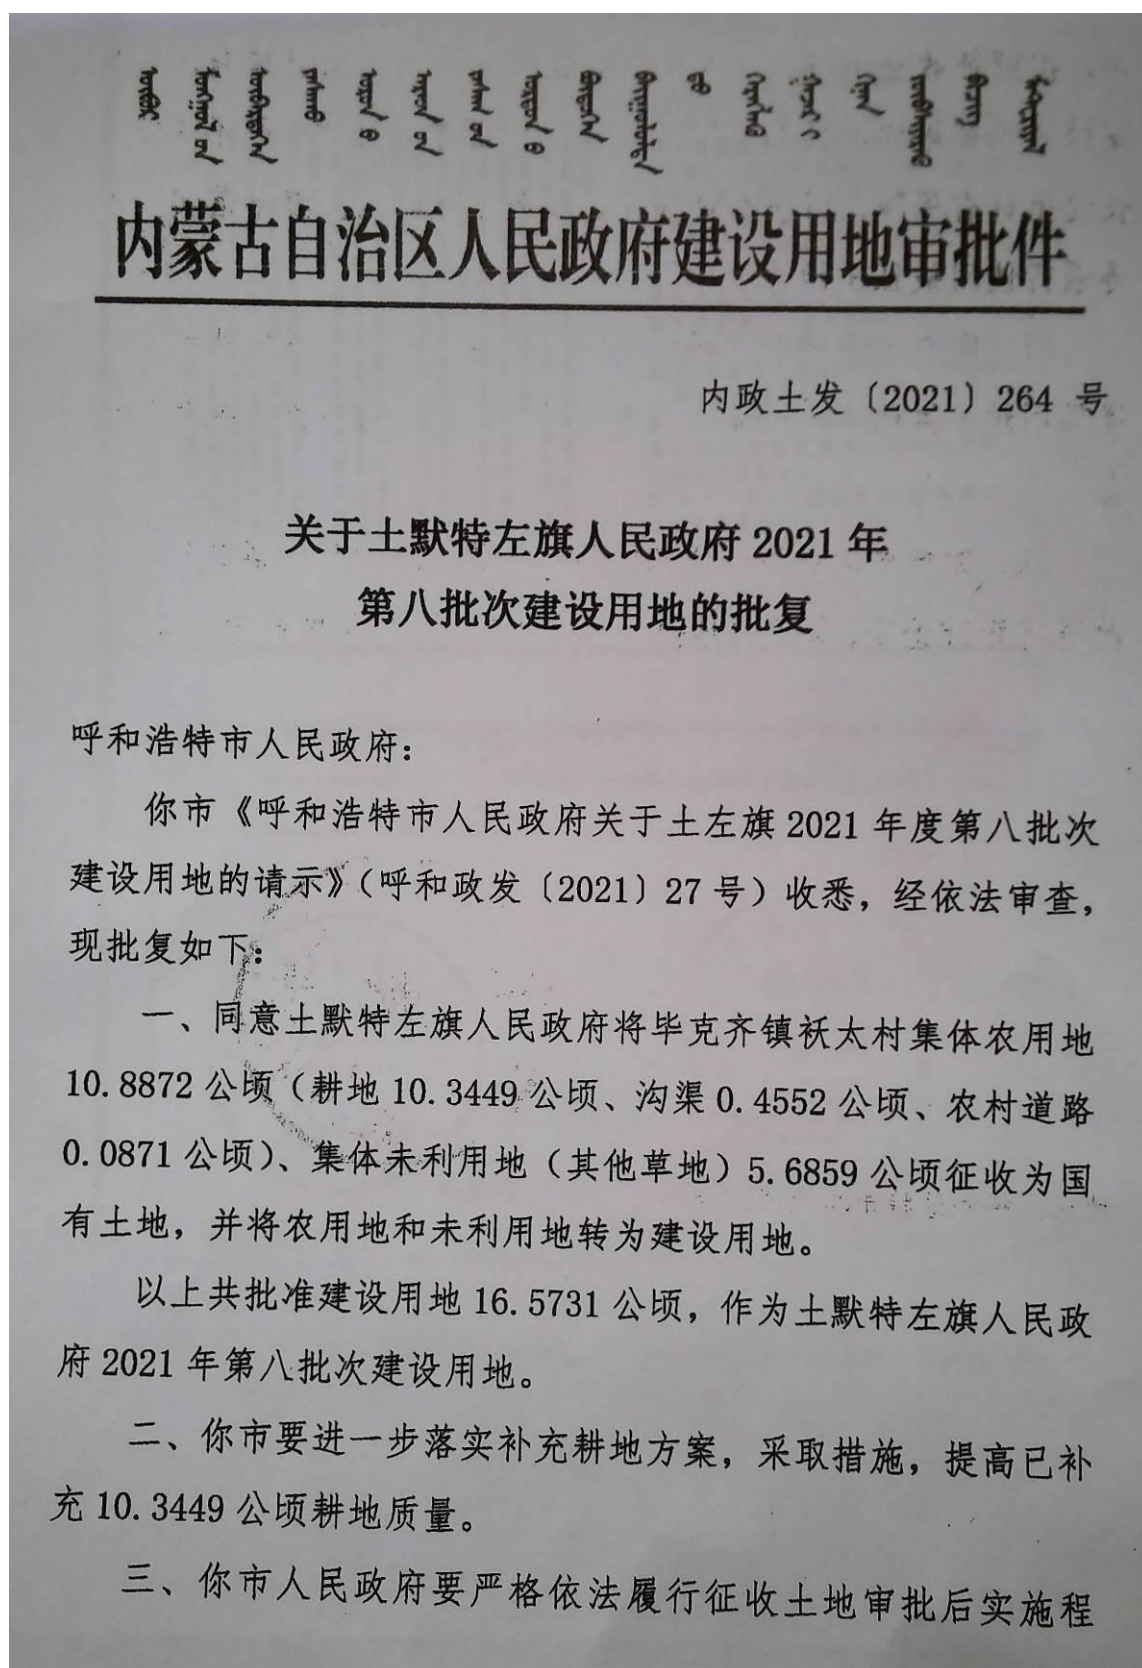 内蒙古自治区人民政府建设用地审批件
内政土发〔2021〕264 号
关于土默特左旗人民政府 2021 年
第八批次建设用地的批复
呼和浩特市人民政府：
你市《呼和浩特市人民政府关于土左旗 2021 年度第八批次
建设用地的请示》（呼和政发〔2021〕27 号）收悉，经依法审查，
现批复如下：
一、同意土默特左旗人民政府将毕克齐镇袄太村集体农用地
10.8872 公顷（耕地 10.3449 公顷、沟渠 0.4552 公顷、农村道路
0.0871 公顷）、集体未利用地（其他草地）5.6859 公顷征收为国
有土地，并将农用地和未利用地转为建设用地。
以上共批准建设用地 16.5731 公顷，作为土默特左旗人民政
府 2021 年第八批次建设用地。
二、你市要进一步落实补充耕地方案，采取措施，提高已补
充 10.3449 公顷耕地质量。
三、你市人民政府要严格依法履行征收土地审批后实施程